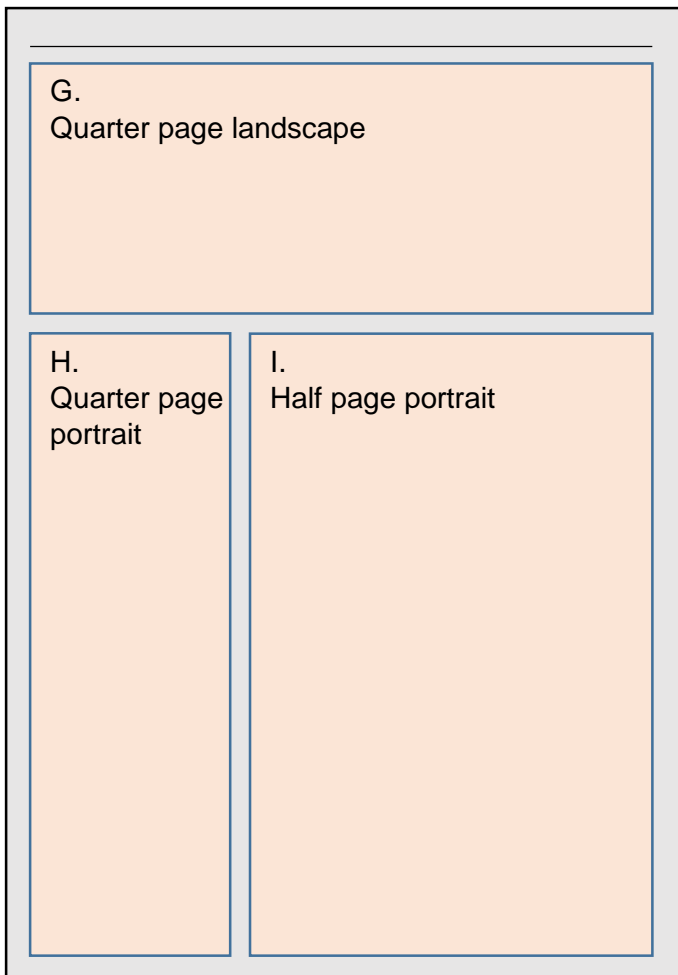 G.
Quarter page landscape
H.
Quarter page
portrait
I.
Half page portrait